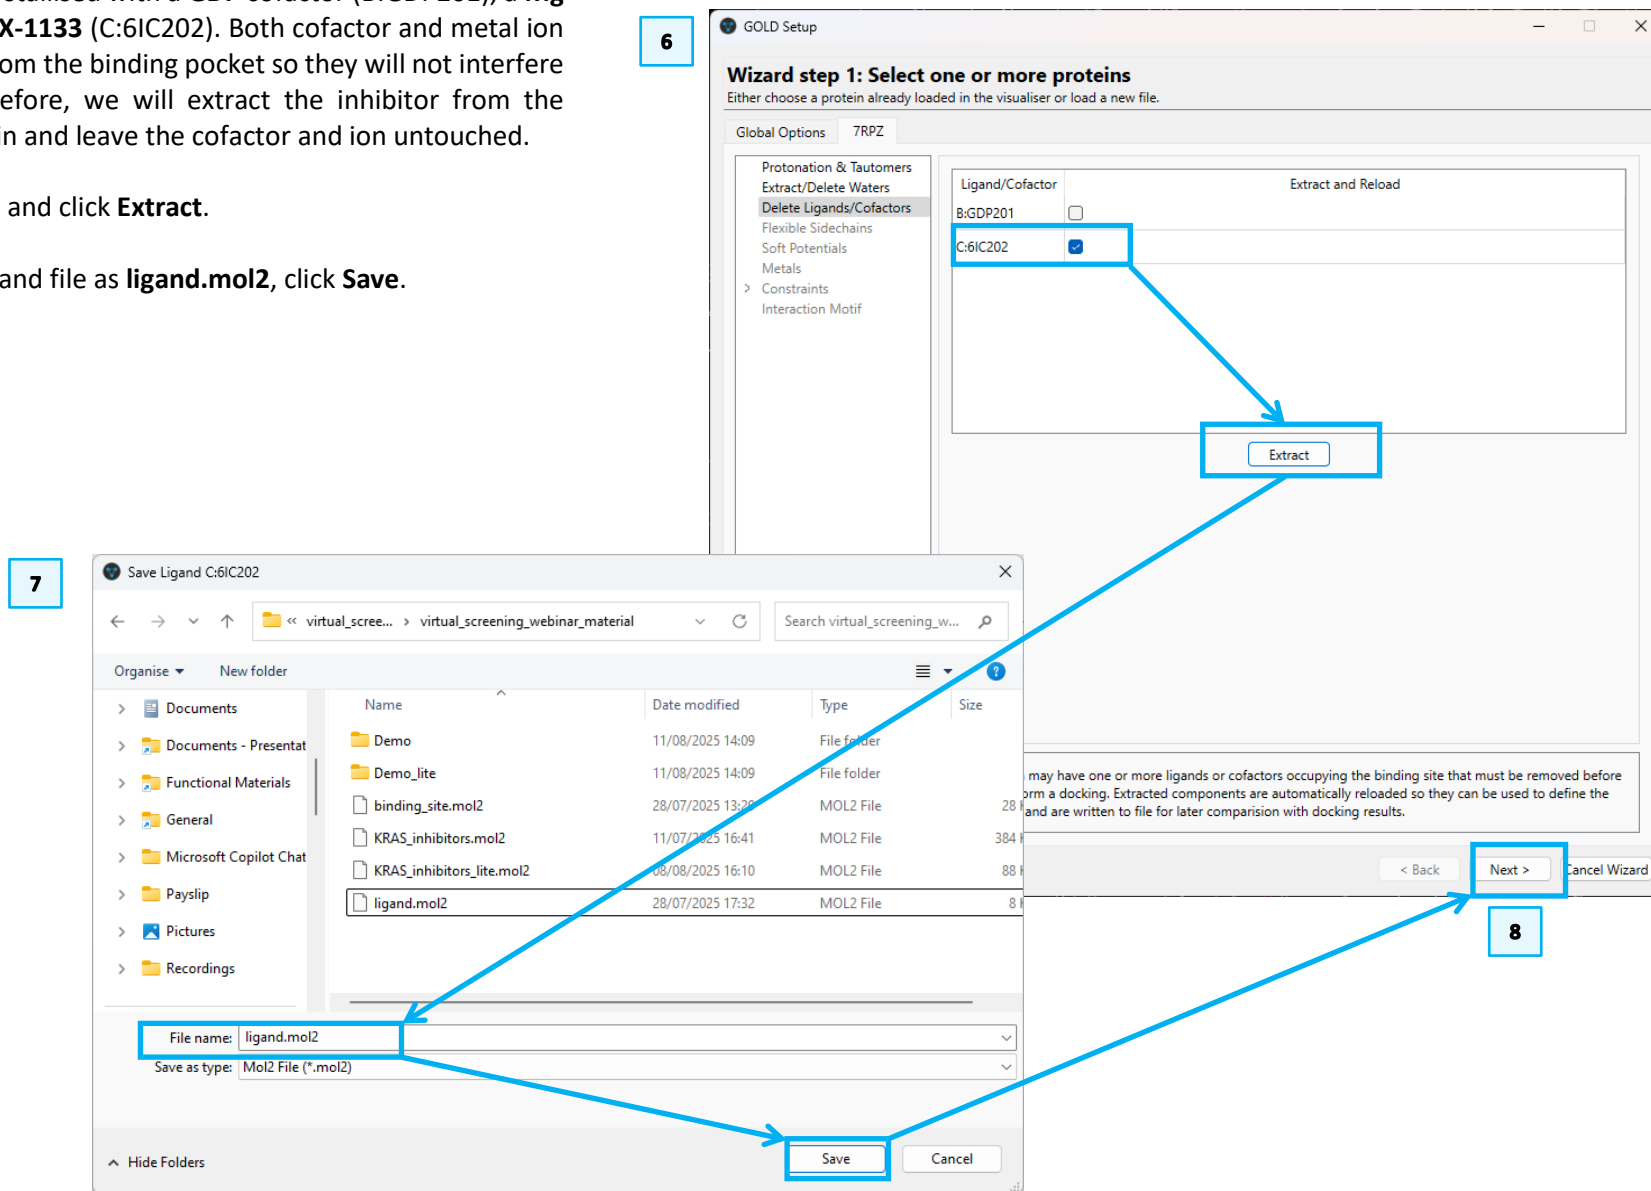 X-1133 (C:6IC202). Both cofactor and metal ion
om the binding pocket so they will not interfere
efore, we will extract the inhibitor from the
in and leave the cofactor and ion untouched.
and click Extract.
and file as ligand.mol2, click Save.
6
GOLD Setup
Wizard step 1: Select one or more proteins
Either choose a protein already loaded in the visualiser or load a new file.
Global Options 7RPZ
Protonation & Tautomers
Extract/Delete Waters
Delete Ligands/Cofactors
Flexible Sidechains
Soft Potentials
Metals
> Constraints
Interaction Motif
Ligand/Cofactor Extract and Reload
B:GDP201
C:6IC202
Extract
may have one or more ligands or cofactors occupying the binding site that must be removed before
orm a docking. Extracted components are automatically reloaded so they can be used to define the
and are written to file for later comparision with docking results.
< Back Next > Cancel Wizard
8
7
Save Ligand C:6IC202
« virtual_scree... > virtual_screening_webinar_material
Search virtual_screening_w...
Organise New folder
Documents
Documents - Presentat
Functional Materials
General
Microsoft Copilot Chat
Payslip
Pictures
Recordings
Name Date modified Type Size
Demo 11/08/2025 14:09 File folder
Demo_lite 11/08/2025 14:09 File folder
binding_site.mol2 28/07/2025 13:2 MOL2 File 28
KRAS_inhibitors.mol2 11/07/2025 16:41 MOL2 File 384
KRAS_inhibitors_lite.mol2 08/08/2025 16:10 MOL2 File 88
ligand.mol2 28/07/2025 17:32 MOL2 File 8
File name: ligand.mol2
Save as type: Mol2 File (*.mol2)
Hide Folders
Save Cancel